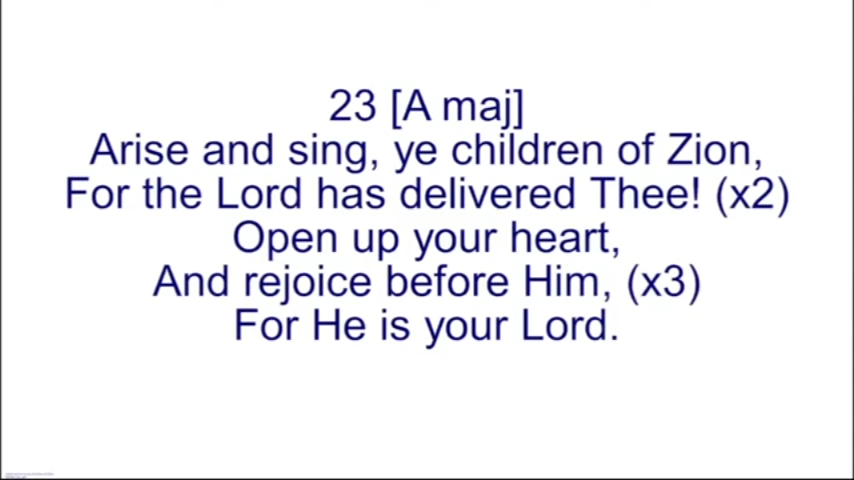 23 [A maj]
Arise and sing, ye children of Zion,
For the Lord has delivered Thee! (x2)
Open up your heart,
And rejoice before Him, (x3)
For He is your Lord.